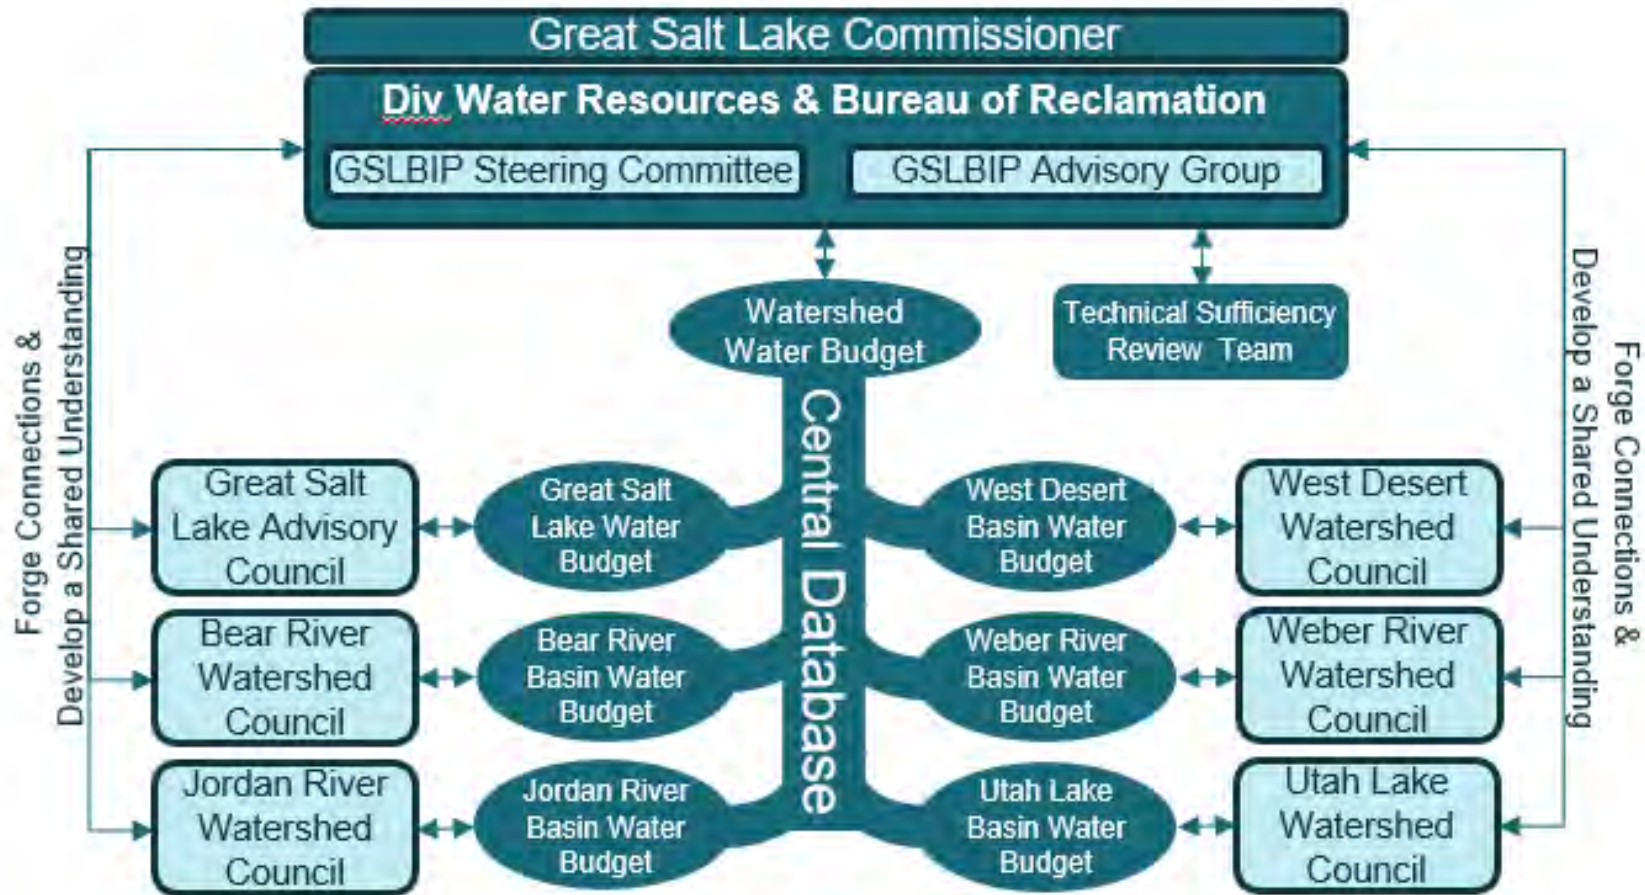 Great Salt Lake Commissioner
Div Water Resources & Bureau of Reclamation
GSLBIP Steering Committee
GSLBIP Advisory Group
Watershed
Water Budget
Technical Sufficiency
Review Team
Central Database
Forge Connections &
Develop a Shared Understanding
Great Salt
Lake Advisory
Council
Great Salt
Lake Water
Budget
West Desert
Basin Water
Budget
West Desert
Watershed
Council
Bear River
Watershed
Council
Bear River
Basin Water
Budget
Weber River
Basin Water
Budget
Weber River
Watershed
Council
Jordan River
Watershed
Council
Jordan River
Basin Water
Budget
Utah Lake
Basin Water
Budget
Utah Lake
Watershed
Council
Forge Connections &
Develop a Shared Understanding